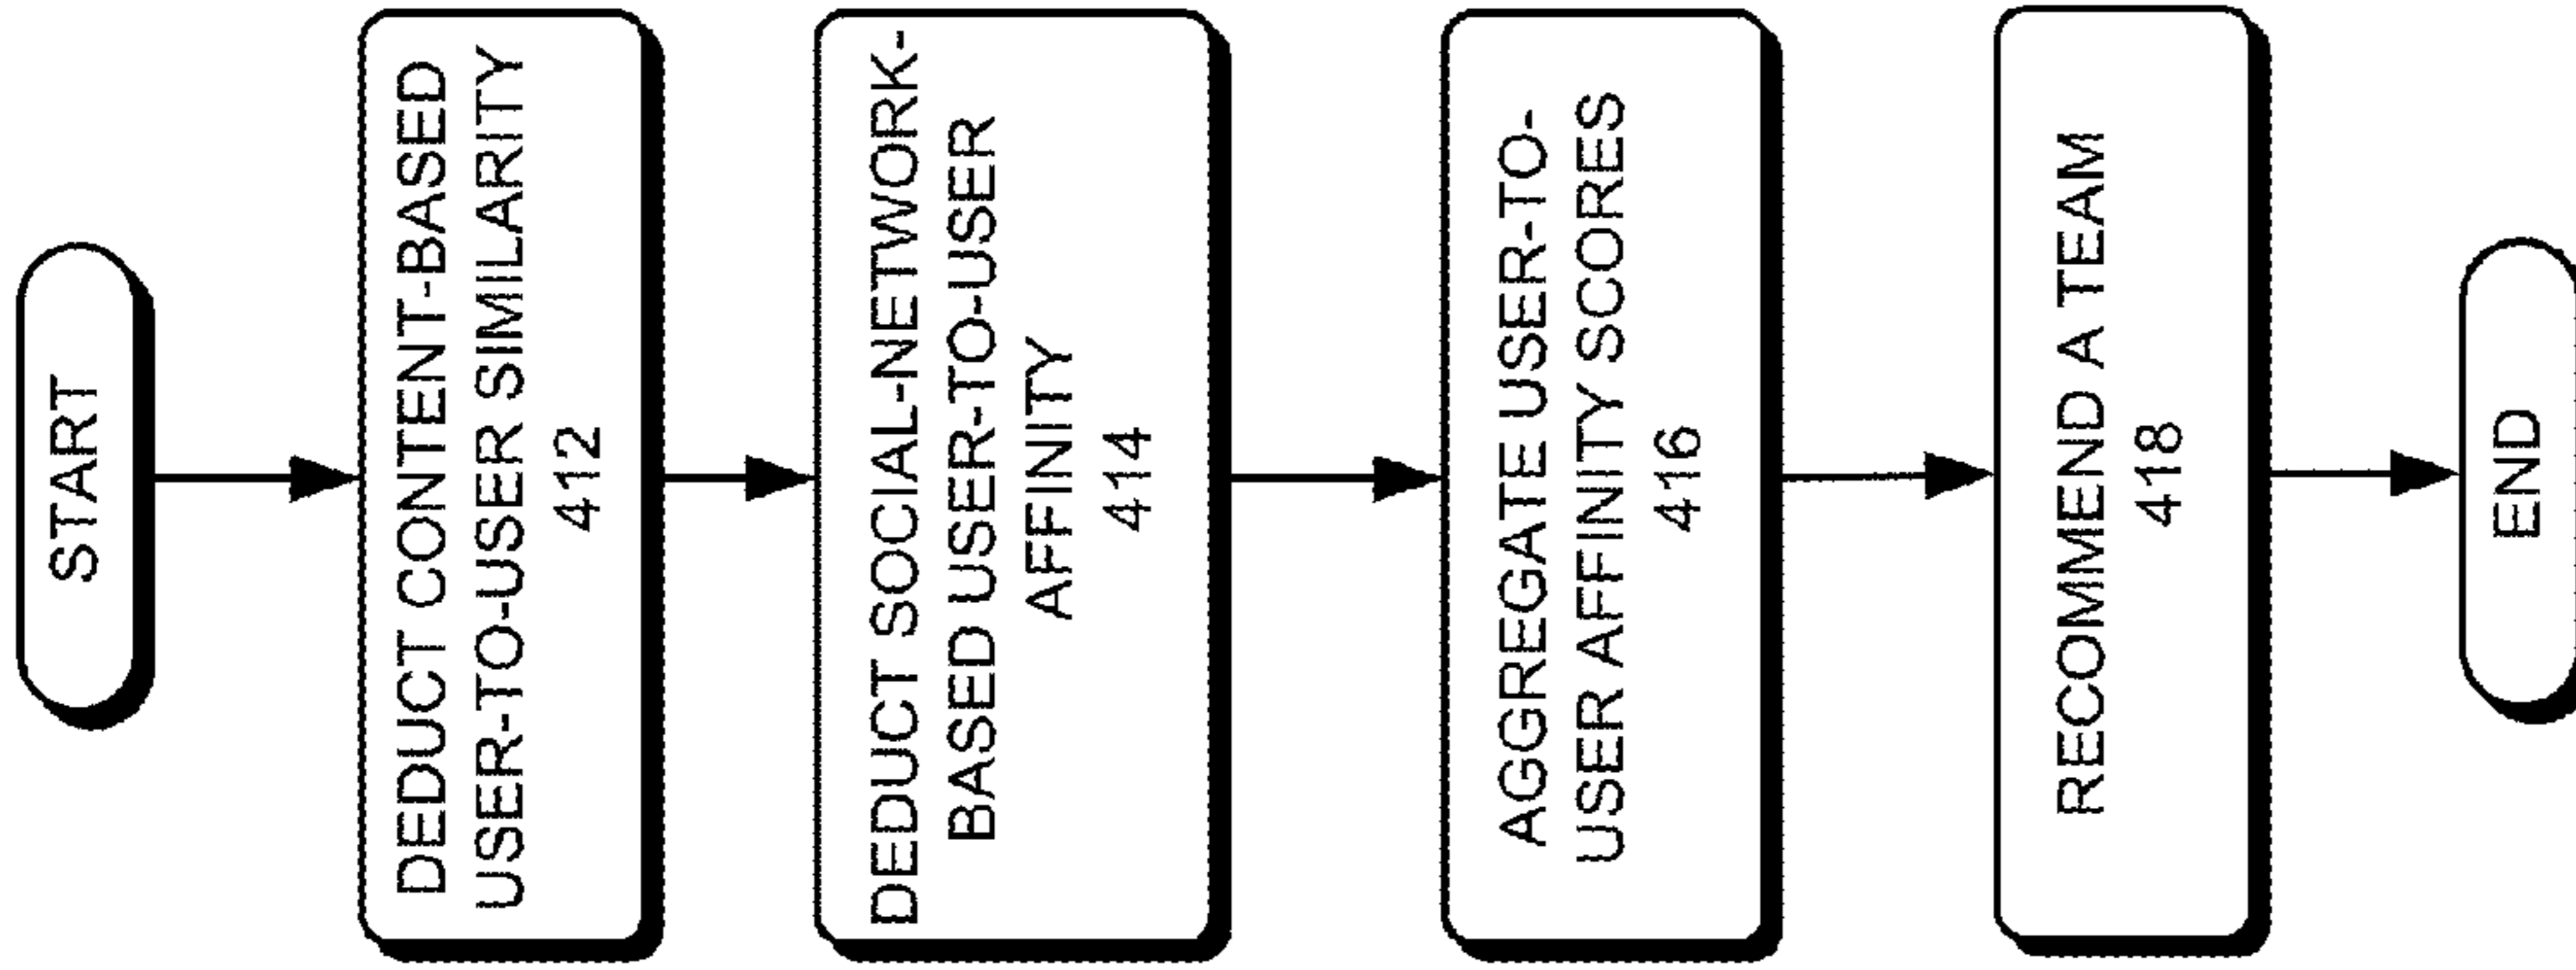 START
DEDUCT CONTENT-BASED
USER-TO-USER SIMILARITY
412
DEDUCT SOCIAL-NETWORK-
BASED USER-TO-USER
AFFINITY
414
AGGREGATE USER-TO-
USER AFFINITY SCORES
416
RECOMMEND A TEAM
418
END